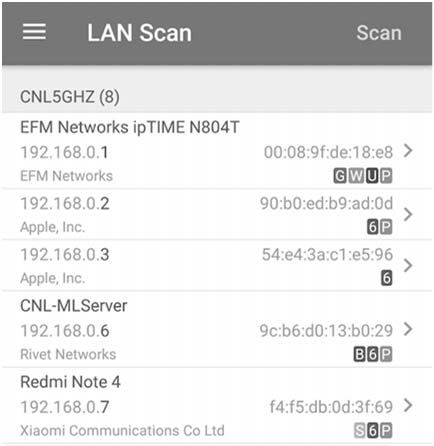 LAN Scan Scan
CNL5GHZ (8)
EFM Networks ipTIME N804T
192.168.0.1 00:08:9f:de:18:e8
EFM Networks G W U P
192.168.0.2 90:b0:ed:b9:ad:0d
Apple, Inc. 6 P
192.168.0.3 54:e4:3a:c1:e5:96
Apple, Inc. 6
CNL-MLServer
192.168.0.6 9c:b6:d0:13:b0:29
Rivet Networks B 6 P
Redmi Note 4
192.168.0.7 f4:f5:db:0d:3f:69
Xiaomi Communications Co Ltd S 6 P